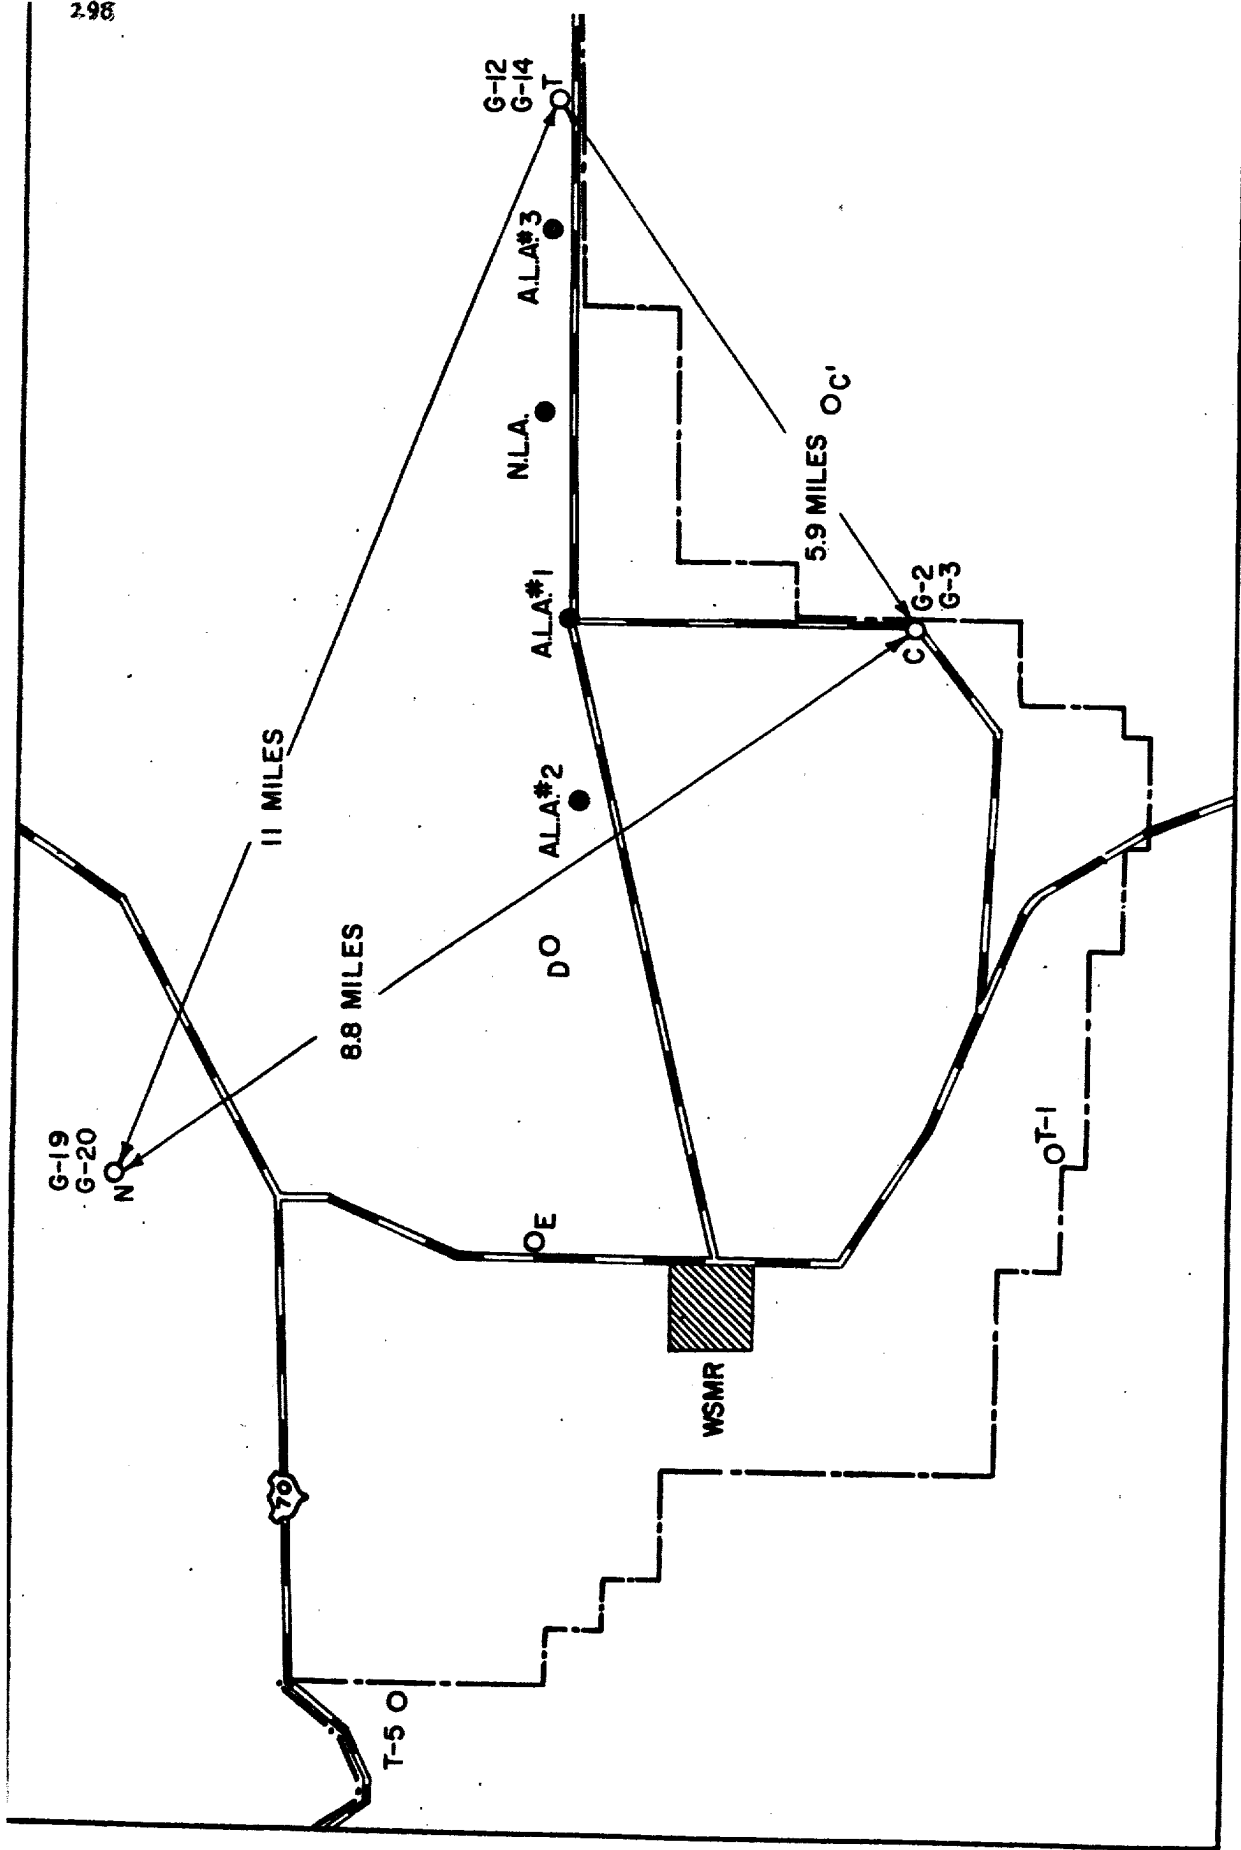 298
G-19
G-20
N
11 MILES
8.8 MILES
G-12
G-14
T
A.L.A.#3
N.L.A.
A.L.A.#1
A.L.A.#2
D
E
5.9 MILES
C'
G-2
G-3
C
WSMR
70
T-1
T-5